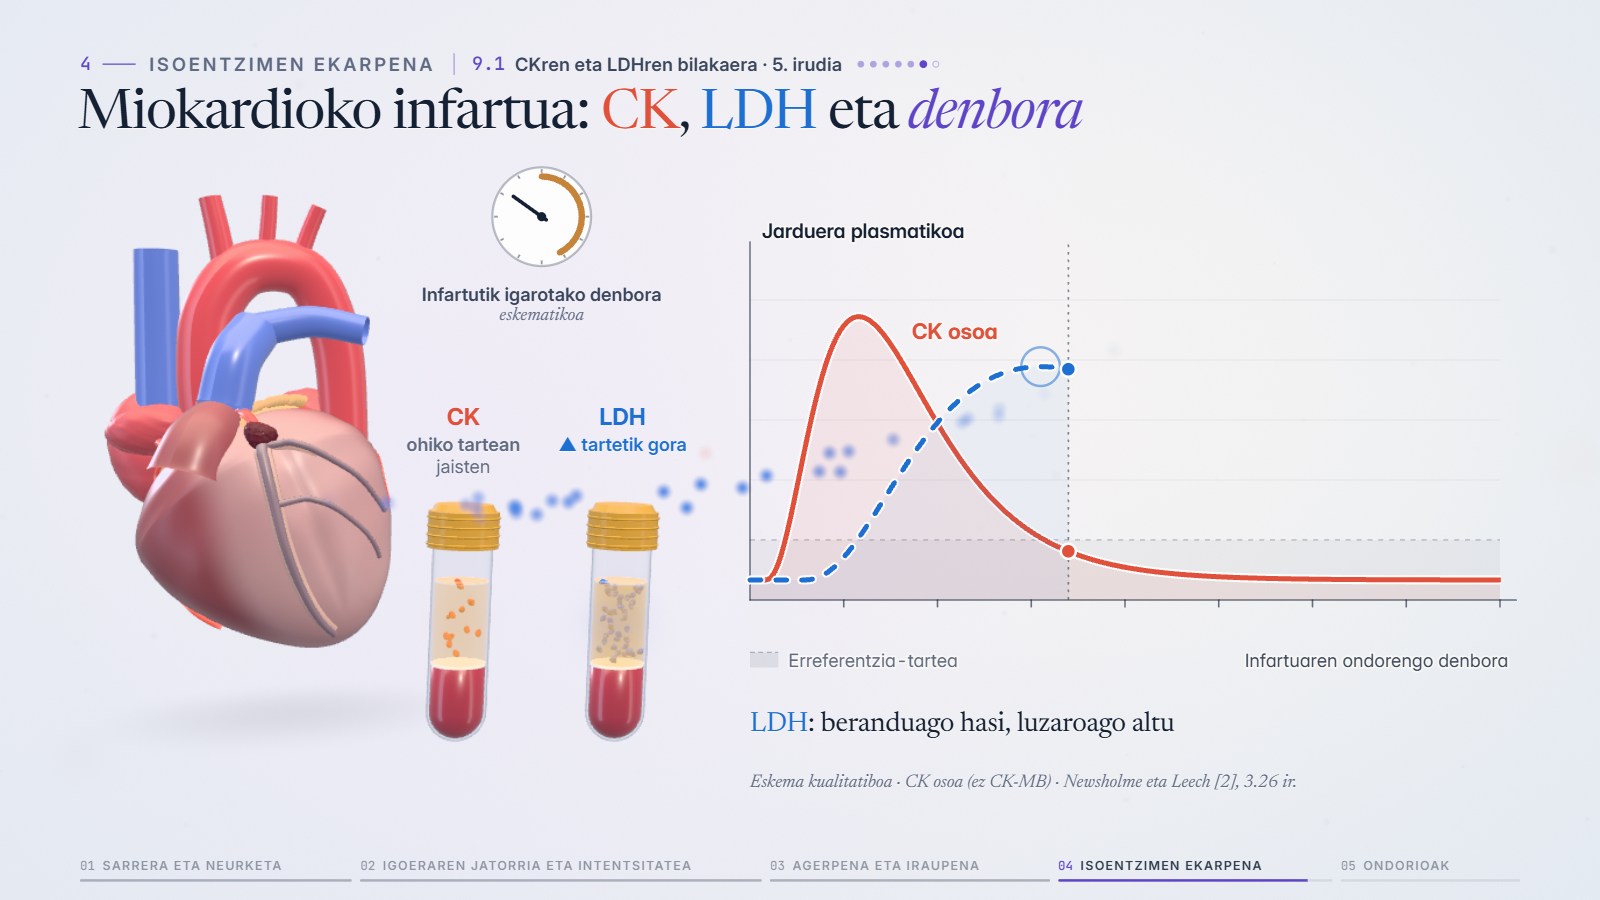 4 ISOENTZIMEN EKARPENA 9.1 CKren eta LDHren bilakaera · 5. irudia
Miokardioko infartua: CK, LDH eta denbora
Infartutik igarotako denbora
eskematikoa
CK
ohiko tartean
jaisten
LDH
▲ tartetik gora
Jarduera plasmatikoa
CK osoa
Erreferentzia-tartea
Infartuaren ondorengo denbora
LDH: beranduago hasi, luzaroago altu
Eskema kualitatiboa · CK osoa (ez CK-MB) · Newsholme eta Leech [2], 3.26 ir.
01 SARRERA ETA NEURKETA
02 IGOERAREN JATORRIA ETA INTENTSITATEA
03 AGERPENA ETA IRAUPENA
04 ISOENTZIMEN EKARPENA
05 ONDORIOAK